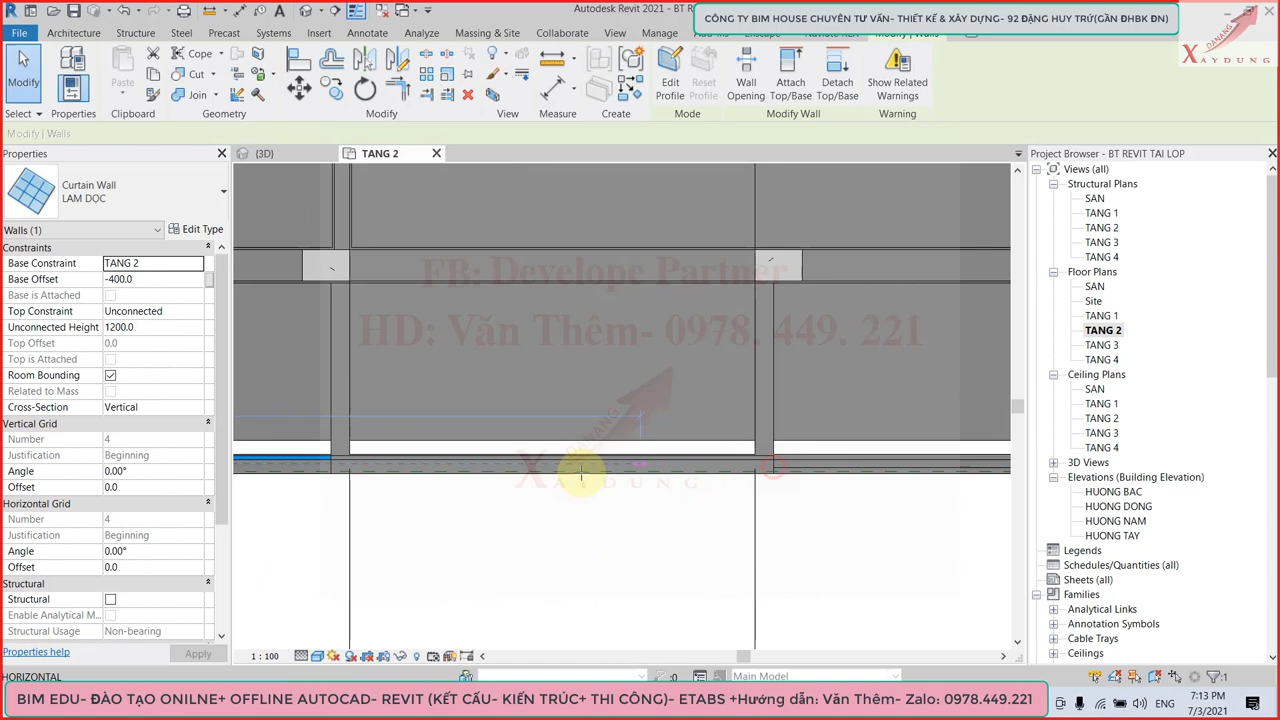 Autodesk Revit 2021 - BT R
CÔNG TY BIM HOUSE CHUYÊN TƯ VẤN- THIẾT KẾ & XÂY DỰNG- 92 ĐẶNG HUY TRỨ(GẦN ĐHBK ĐN)
File Architecture Structure Steel Precast Systems Insert Annotate Analyze Massing & Site Collaborate View Manage Modify | Walls
DANANG
XAYDUNG
Modify
Properties
Paste
Cope
Cut
Join
Edit Profile
Reset Profile
Wall Opening
Attach Top/Base
Detach Top/Base
Show Related Warnings
Select Properties Clipboard Geometry Modify View Measure Create Mode Modify Wall Warning
Modify | Walls
Properties
(3D)
TANG 2
Project Browser - BT REVIT TAI LOP
Curtain Wall
LAM DOC
Walls (1)
Edit Type
Constraints
Base Constraint TANG 2
Base Offset -400.0
Base is Attached
Top Constraint Unconnected
Unconnected Height 1200.0
Top Offset 0.0
Top is Attached
Room Bounding
Related to Mass
Cross-Section Vertical
Vertical Grid
Number 4
Justification Beginning
Angle 0.00°
Offset 0.0
Horizontal Grid
Number 4
Justification Beginning
Angle 0.00°
Offset 0.0
Structural
Structural
Enable Analytical M...
Structural Usage Non-bearing
Properties help
Apply
FB: Develope Partner
HD: Văn Thêm- 0978. 449. 221
DANANG
XAYDUNG
Views (all)
Structural Plans
SAN
TANG 1
TANG 2
TANG 3
TANG 4
Floor Plans
SAN
Site
TANG 1
TANG 2
TANG 3
TANG 4
Ceiling Plans
SAN
TANG 1
TANG 2
TANG 3
TANG 4
3D Views
Elevations (Building Elevation)
HUONG BAC
HUONG DONG
HUONG NAM
HUONG TAY
Legends
Schedules/Quantities (all)
Sheets (all)
Families
Analytical Links
Annotation Symbols
Cable Trays
Ceilings
1 : 100
HORIZONTAL
:0
Main Model
:1
BIM EDU- ĐÀO TẠO ONILNE+ OFFLINE AUTOCAD- REVIT (KẾT CẤU- KIẾN TRÚC+ THI CÔNG)- ETABS +Hướng dẫn: Văn Thêm- Zalo: 0978.449.221
ENG
7:13 PM
7/3/2021